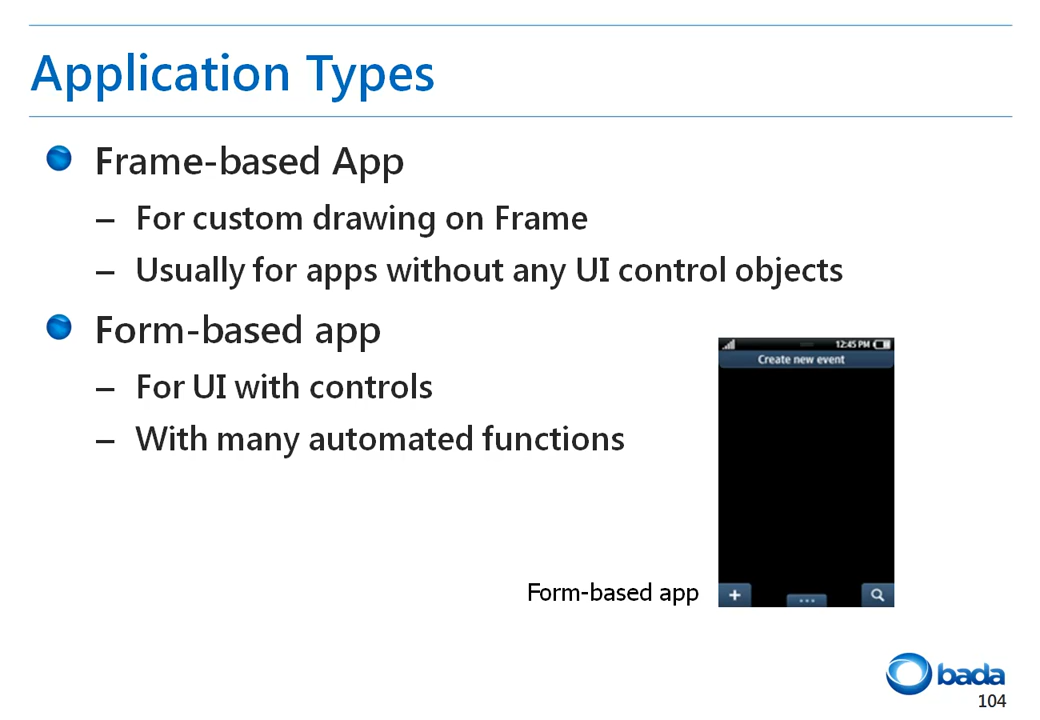 Application Types
Frame-based App
– For custom drawing on Frame
– Usually for apps without any UI control objects
Form-based app
– For UI with controls
– With many automated functions
12:45 PM
Create new event
Form-based app
bada
104